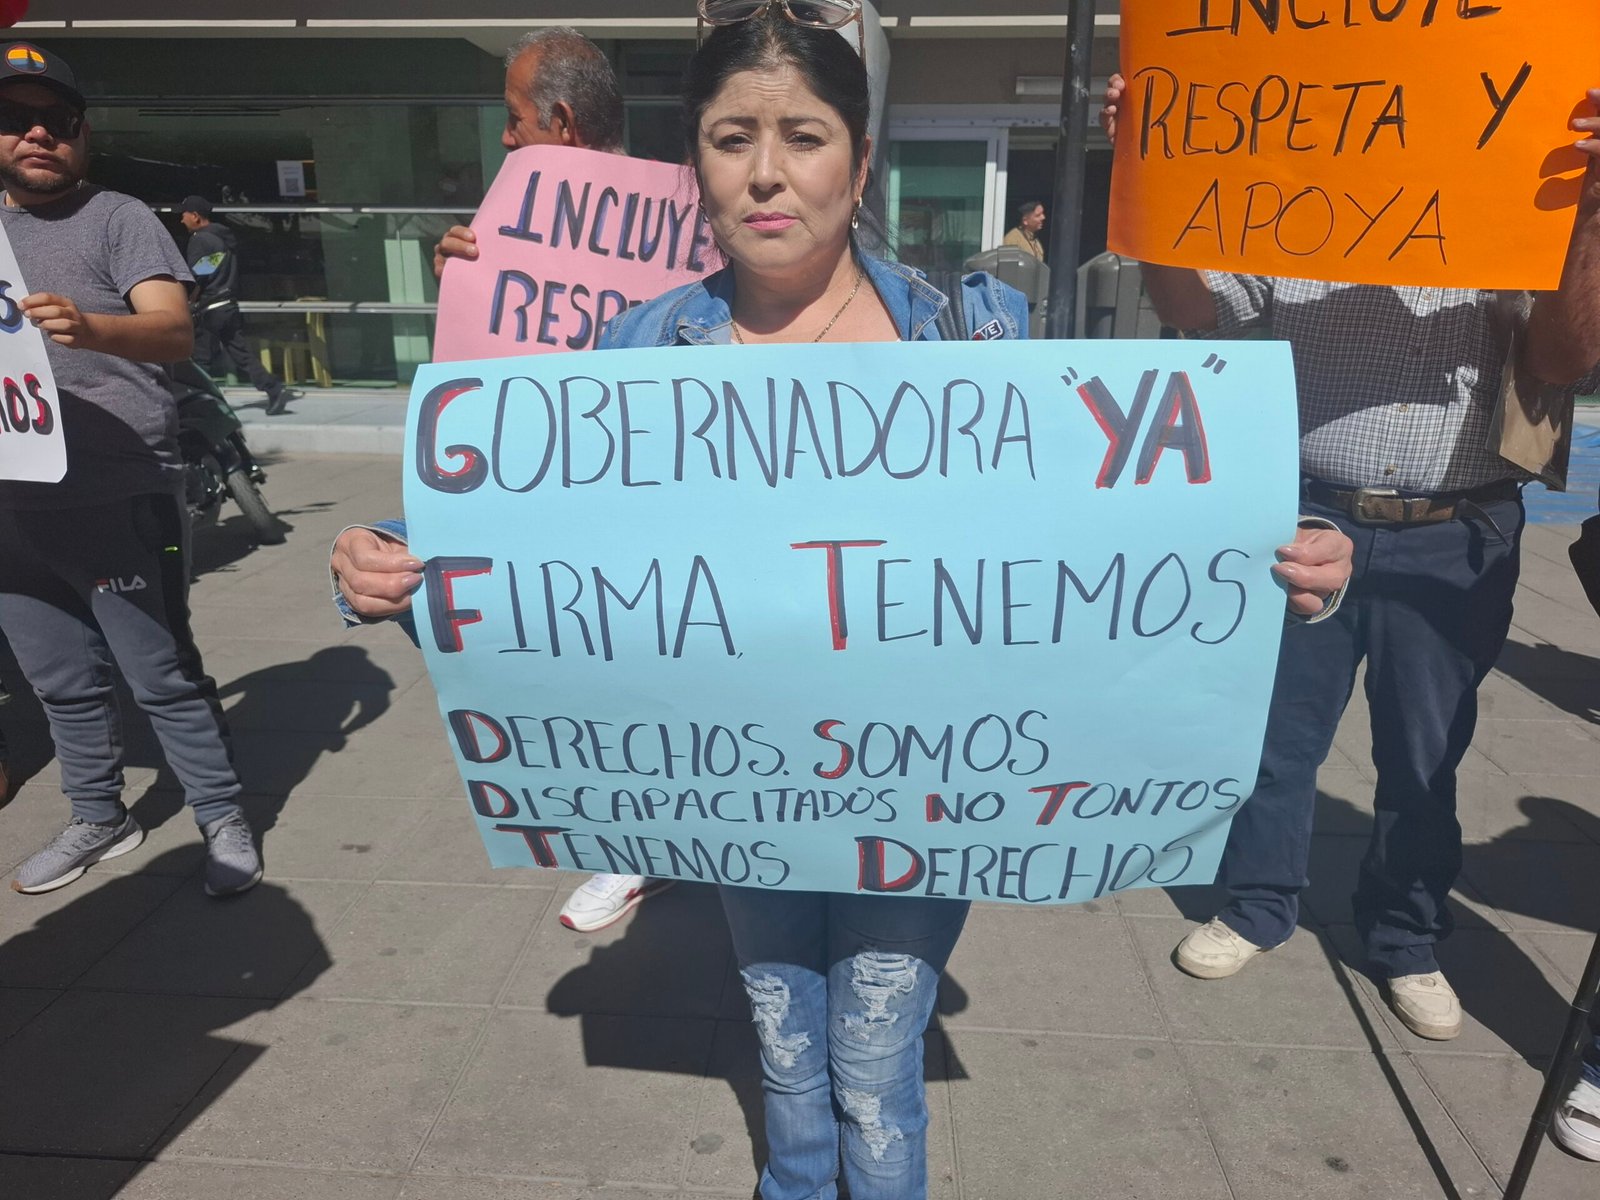 INCLUYE
RESPETA Y
APOYA
INCLUYE
GOBERNADORA "YA"
FIRMA, TENEMOS
DERECHOS. SOMOS
DISCAPACITADOS NO TONTOS
TENEMOS DERECHOS
FILA